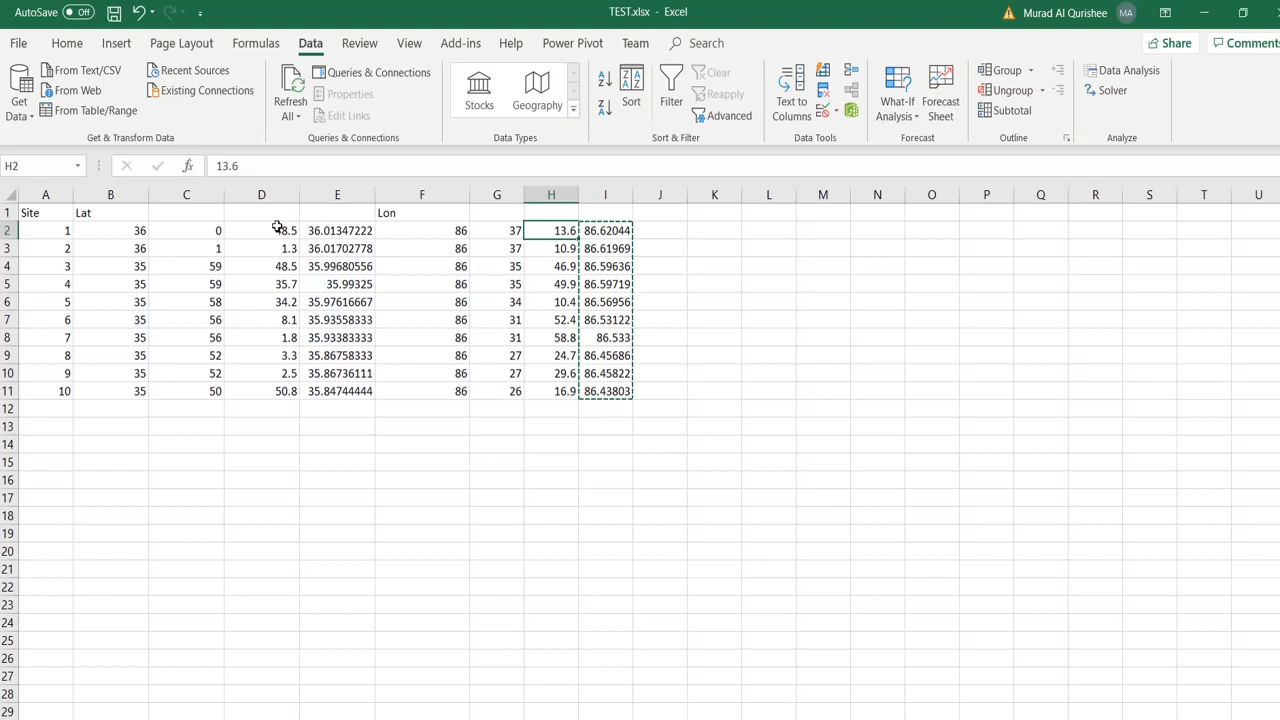 AutoSave Off TEST.xlsx - Excel Murad Al Qurishee MA
File Home Insert Page Layout Formulas Data Review View Add-ins Help Power Pivot Team Search Share Comments
Get Data From Text/CSV From Web From Table/Range Recent Sources Existing Connections
Get & Transform Data
Refresh All Queries & Connections Properties Edit Links
Queries & Connections
Stocks Geography
Data Types
Sort Filter Clear Reapply Advanced
Sort & Filter
Text to Columns
Data Tools
What-If Analysis Forecast Sheet
Forecast
Group Ungroup Subtotal
Outline
Data Analysis Solver
Analyze
H2 fx 13.6
A B C D E F G H I J K L M N O P Q R S T U
1 Site Lat Lon
2 1 36 0 8.5 36.01347222 86 37 13.6 86.62044
3 2 36 1 1.3 36.01702778 86 37 10.9 86.61969
4 3 35 59 48.5 35.99680556 86 35 46.9 86.59636
5 4 35 59 35.7 35.99325 86 35 49.9 86.59719
6 5 35 58 34.2 35.97616667 86 34 10.4 86.56956
7 6 35 56 8.1 35.93558333 86 31 52.4 86.53122
8 7 35 56 1.8 35.93383333 86 31 58.8 86.533
9 8 35 52 3.3 35.86758333 86 27 24.7 86.45686
10 9 35 52 2.5 35.86736111 86 27 29.6 86.45822
11 10 35 50 50.8 35.84744444 86 26 16.9 86.43803
12
13
14
15
16
17
18
19
20
21
22
23
24
25
26
27
28
29